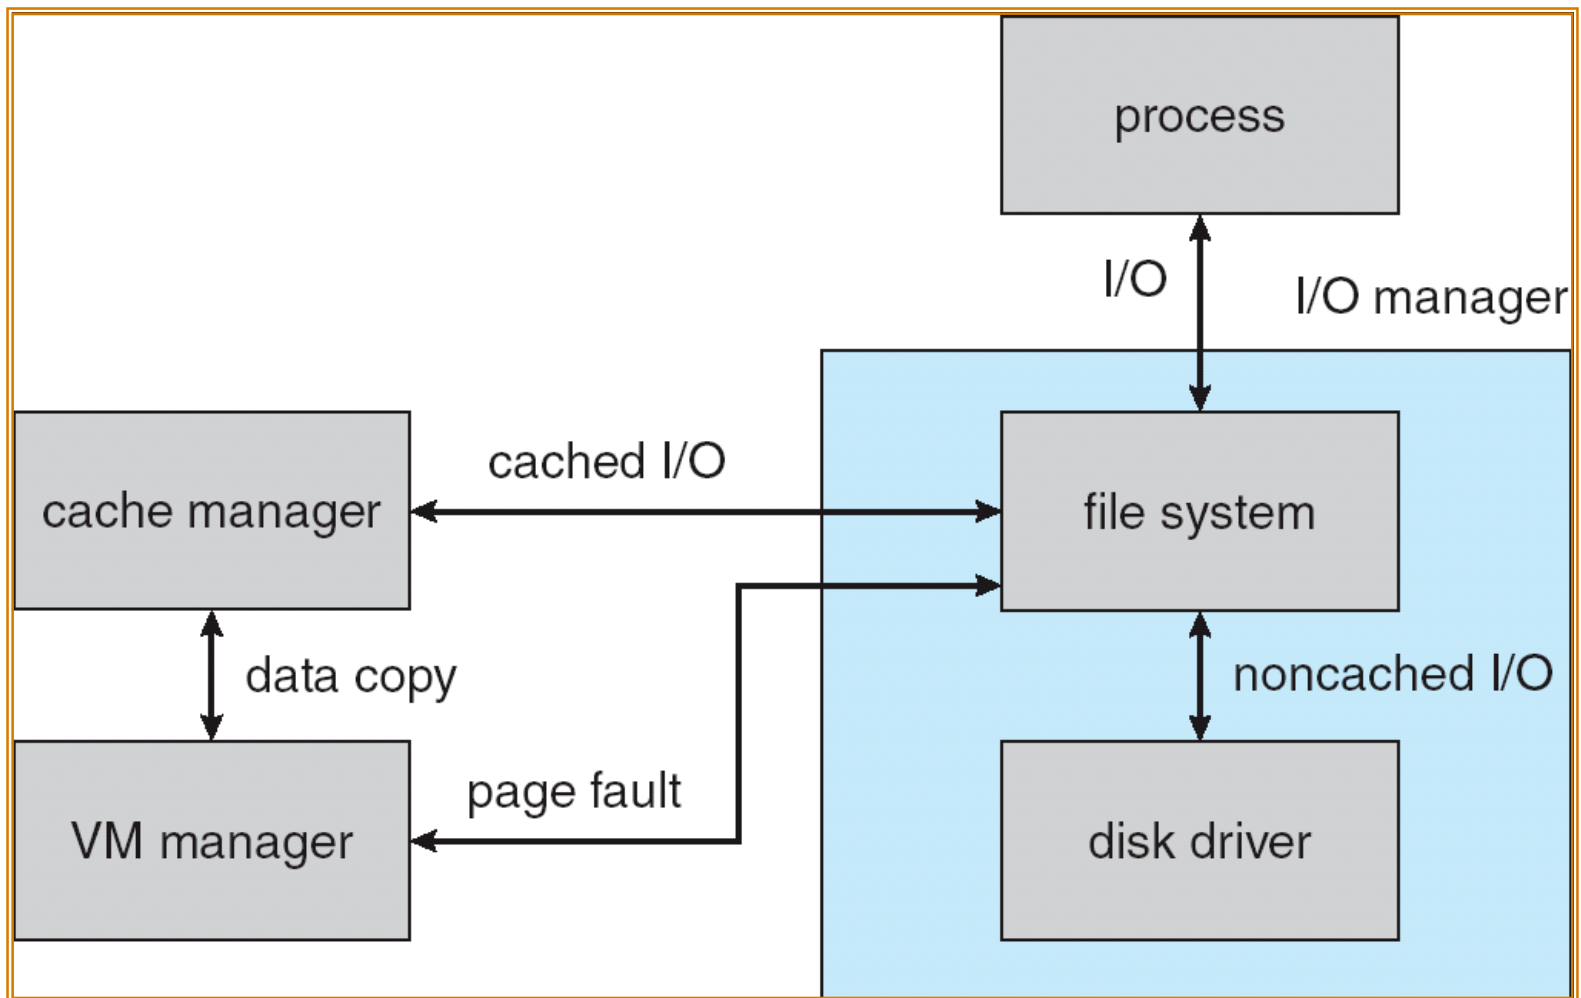 process
I/O
I/O manager
cached I/O
cache manager
file system
data copy
noncached I/O
page fault
VM manager
disk driver